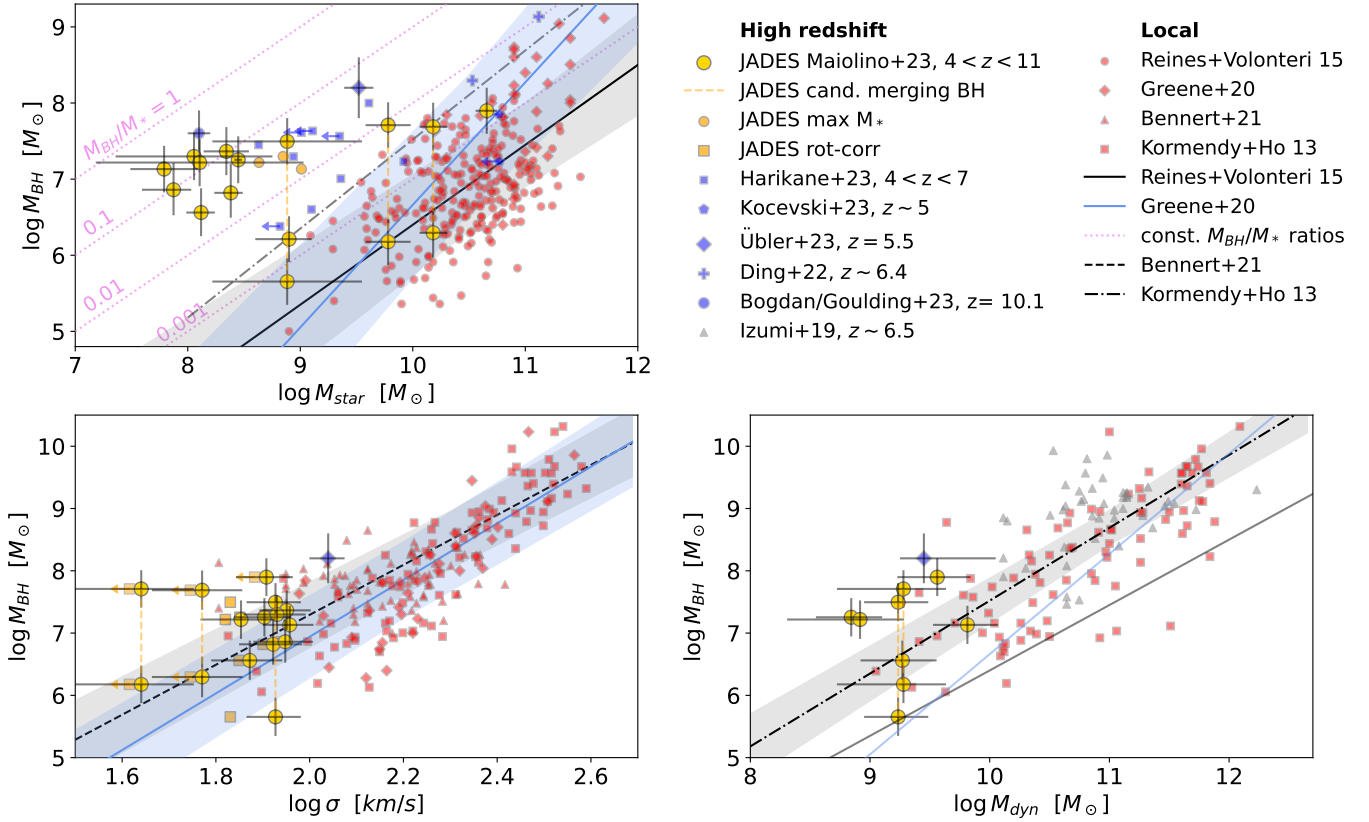 High redshift
JADES Maiolino+23, 4 < z < 11
JADES cand. merging BH
JADES max M*
JADES rot-corr
Harikane+23, 4 < z < 7
Kocevski+23, z ~ 5
Übler+23, z = 5.5
Ding+22, z ~ 6.4
Bogdan/Goulding+23, z= 10.1
Izumi+19, z ~ 6.5
Local
Reines+Volonteri 15
Greene+20
Bennert+21
Kormendy+Ho 13
Reines+Volonteri 15
Greene+20
const. M_BH/M* ratios
Bennert+21
Kormendy+Ho 13
log M_BH [M⊙]
9
8
7
6
5
M_BH/M* = 1
0.1
0.01
0.001
7 8 9 10 11 12
log M_star [M⊙]
log M_BH [M⊙]
10
9
8
7
6
5
1.6 1.8 2.0 2.2 2.4 2.6
log σ [km/s]
log M_BH [M⊙]
10
9
8
7
6
5
8 9 10 11 12
log M_dyn [M⊙]